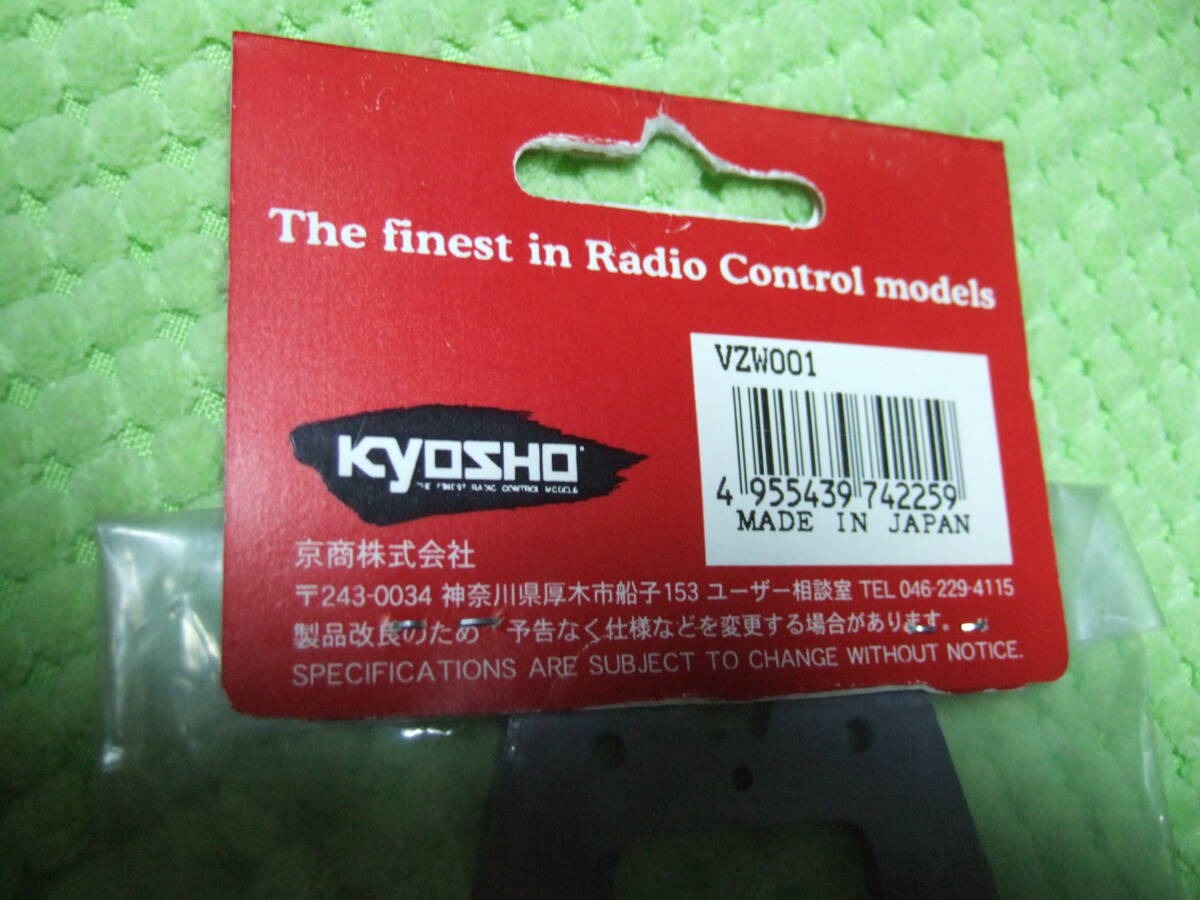 The finest in Radio Control models
VZW001
4 955439 742259
MADE IN JAPAN
KYOSHO
THE FINEST RADIO CONTROL MODELS
京商株式会社
〒243-0034 神奈川県厚木市船子153 ユーザー相談室 TEL 046-229-4115
製品改良のため 予告なく仕様などを変更する場合があります。
SPECIFICATIONS ARE SUBJECT TO CHANGE WITHOUT NOTICE.